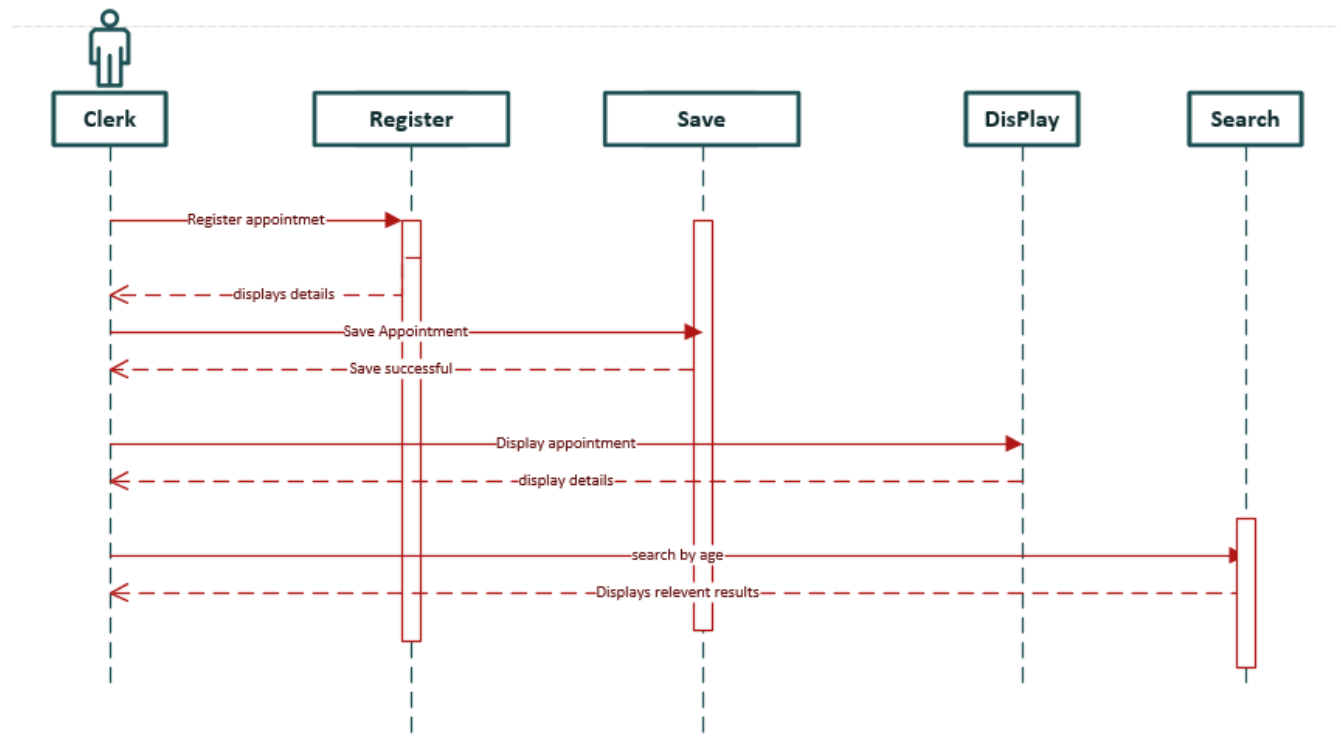 Clerk
Register
Save
DisPlay
Search
Register appointmet
displays details
Save Appointment
Save successful
Display appointment
display details
search by age
Displays relevent results